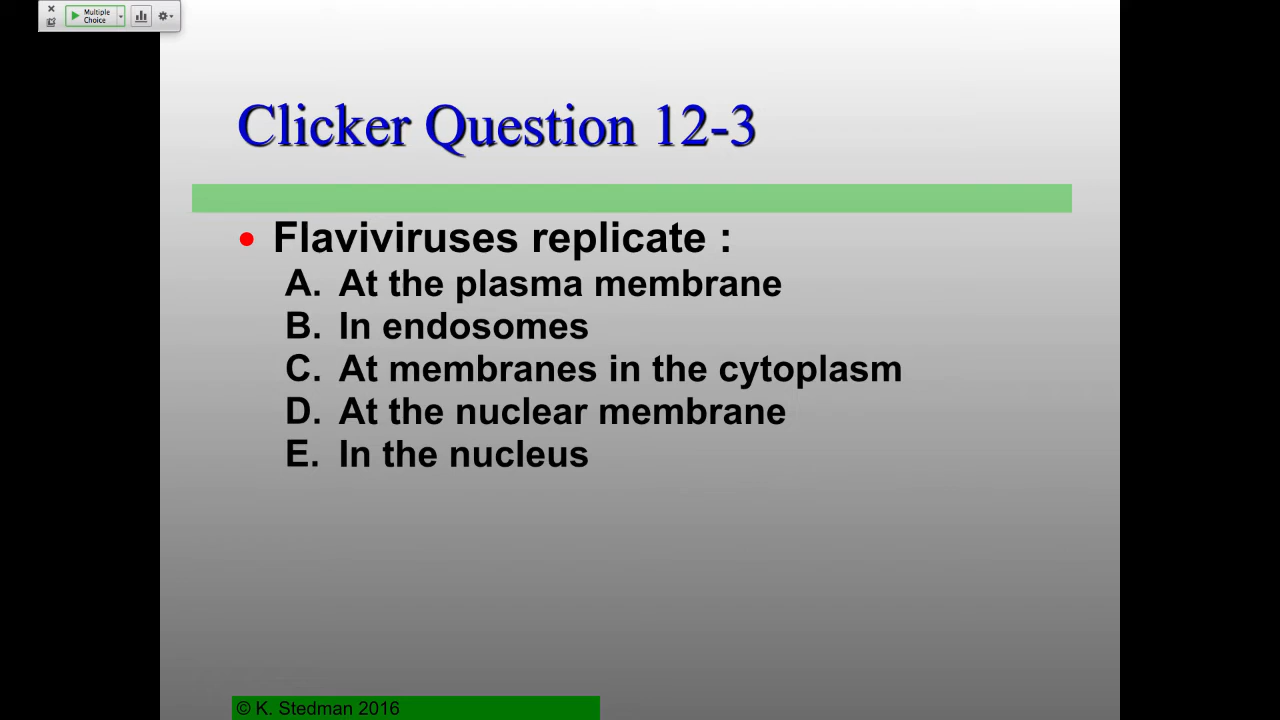 Multiple
Choice
Clicker Question 12-3
• Flaviviruses replicate :
A. At the plasma membrane
B. In endosomes
C. At membranes in the cytoplasm
D. At the nuclear membrane
E. In the nucleus
© K. Stedman 2016